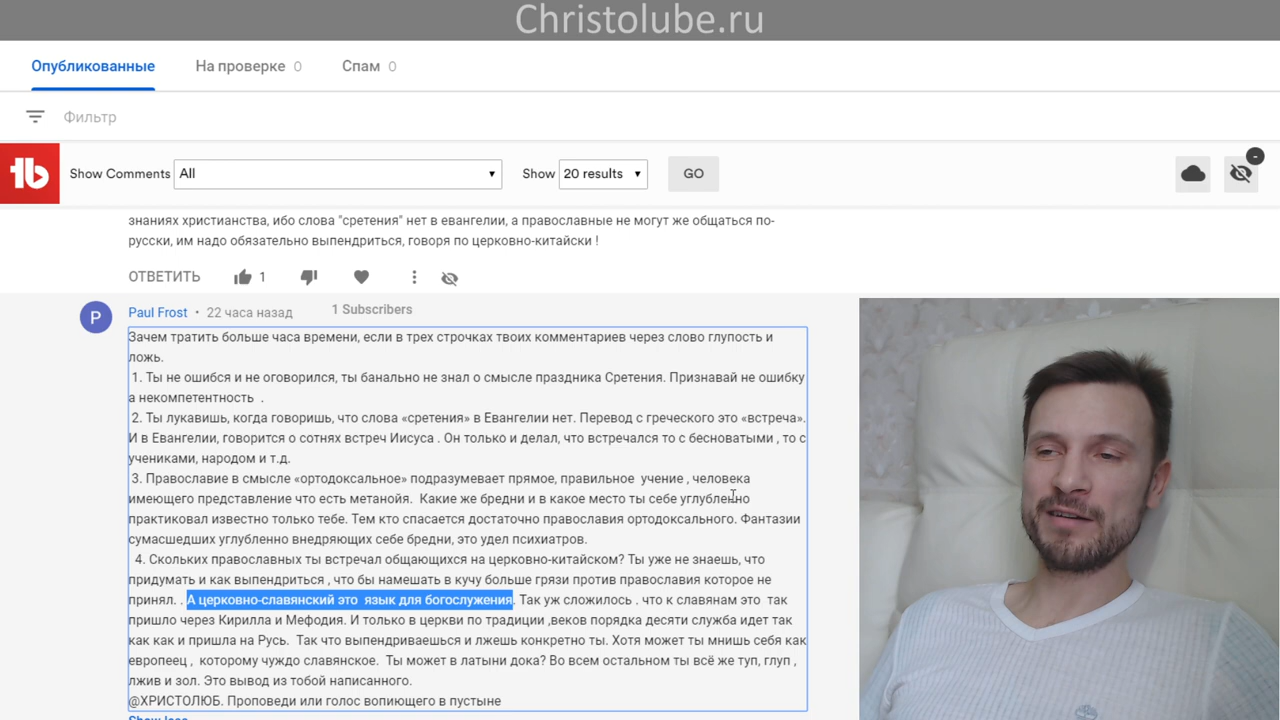 Christolube.ru
Опубликованные На проверке 0 Спам 0
Фильтр
tb Show Comments All Show 20 results GO -
знаниях христианства, ибо слова "сретения" нет в евангелии, а православные не могут же общаться по-
русски, им надо обязательно выпендриться, говоря по церковно-китайски !
ОТВЕТИТЬ 1
P Paul Frost • 22 часа назад 1 Subscribers
Зачем тратить больше часа времени, если в трех строчках твоих комментариев через слово глупость и
ложь.
1. Ты не ошибся и не оговорился, ты банально не знал о смысле праздника Сретения. Признавай не ошибку
а некомпетентность .
2. Ты лукавишь, когда говоришь, что слова «сретения» в Евангелии нет. Перевод с греческого это «встреча».
И в Евангелии, говорится о сотнях встреч Иисуса . Он только и делал, что встречался то с бесноватыми , то с
учениками, народом и т.д.
3. Православие в смысле «ортодоксальное» подразумевает прямое, правильное учение , человека
имеющего представление что есть метанойя. Какие же бредни и в какое место ты себе углубленно
практиковал известно только тебе. Тем кто спасается достаточно православия ортодоксального. Фантазии
сумасшедших углубленно внедряющих себе бредни, это удел психиатров.
4. Скольких православных ты встречал общающихся на церковно-китайском? Ты уже не знаешь, что
придумать и как выпендриться , что бы намешать в кучу больше грязи против православия которое не
принял. . А церковно-славянский это язык для богослужения. Так уж сложилось . что к славянам это так
пришло через Кирилла и Мефодия. И только в церкви по традиции ,веков порядка десяти служба идет так
как как и пришла на Русь. Так что выпендриваешься и лжешь конкретно ты. Хотя может ты мнишь себя как
европеец , которому чуждо славянское. Ты может в латыни дока? Во всем остальном ты всё же туп, глуп ,
лжив и зол. Это вывод из тобой написанного.
@ХРИСТОЛЮБ. Проповеди или голос вопиющего в пустыне
Show less